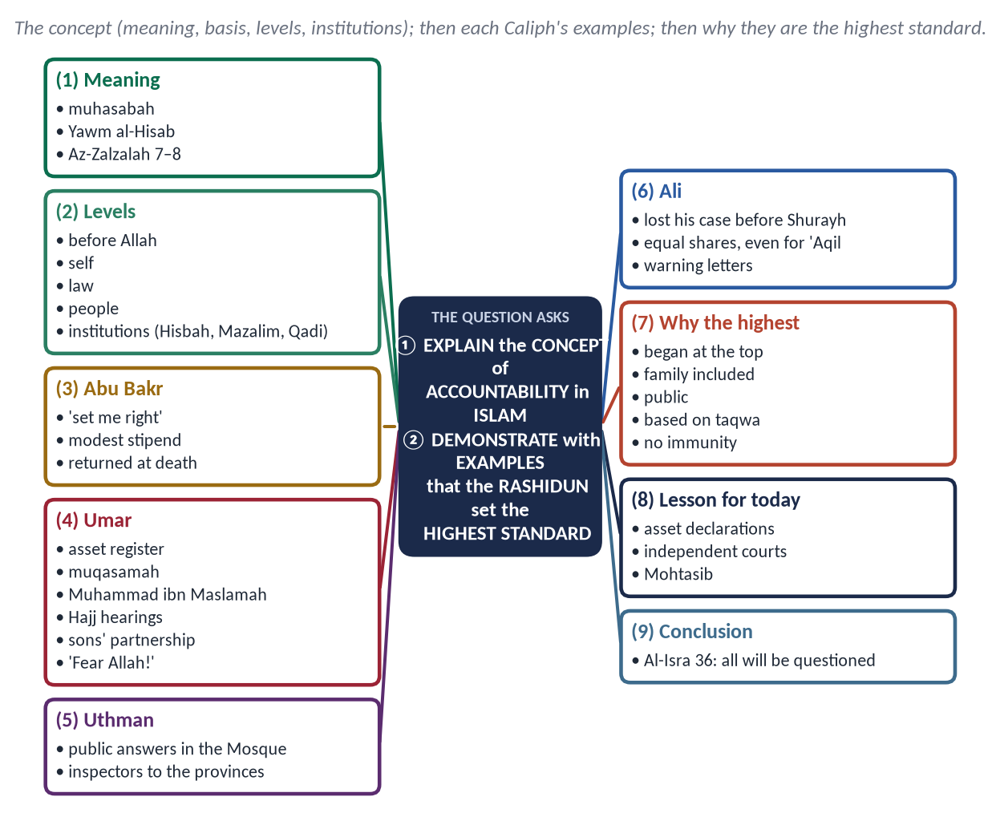 The concept (meaning, basis, levels, institutions); then each Caliph's examples; then why they are the highest standard.
(1) Meaning
• muhasabah
• Yawm al-Hisab
• Az-Zalzalah 7–8
(2) Levels
• before Allah
• self
• law
• people
• institutions (Hisbah, Mazalim, Qadi)
(3) Abu Bakr
• 'set me right'
• modest stipend
• returned at death
(4) Umar
• asset register
• muqasamah
• Muhammad ibn Maslamah
• Hajj hearings
• sons' partnership
• 'Fear Allah!'
(5) Uthman
• public answers in the Mosque
• inspectors to the provinces
THE QUESTION ASKS
① EXPLAIN the CONCEPT
of
ACCOUNTABILITY in
ISLAM
② DEMONSTRATE with
EXAMPLES
that the RASHIDUN
set the
HIGHEST STANDARD
(6) Ali
• lost his case before Shurayh
• equal shares, even for 'Aqil
• warning letters
(7) Why the highest
• began at the top
• family included
• public
• based on taqwa
• no immunity
(8) Lesson for today
• asset declarations
• independent courts
• Mohtasib
(9) Conclusion
• Al-Isra 36: all will be questioned